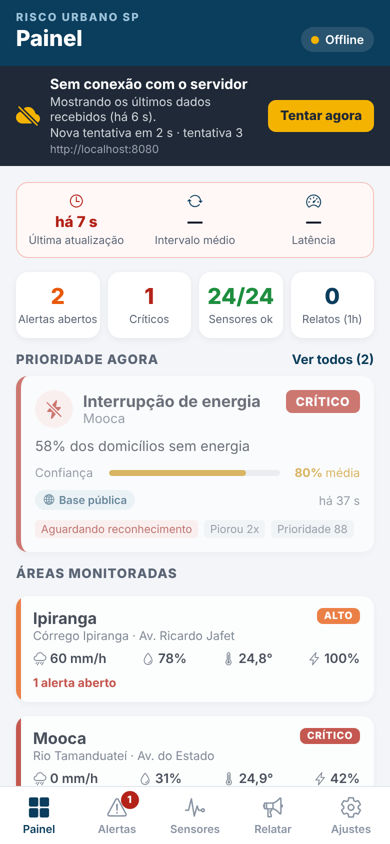 RISCO URBANO SP
Painel
Offline
Sem conexão com o servidor
Mostrando os últimos dados
recebidos (há 6 s).
Nova tentativa em 2 s · tentativa 3
http://localhost:8080
Tentar agora
há 7 s
Última atualização
—
Intervalo médio
—
Latência
2
Alertas abertos
1
Críticos
24/24
Sensores ok
0
Relatos (1h)
PRIORIDADE AGORA
Ver todos (2)
Interrupção de energia
Mooca
CRÍTICO
58% dos domicílios sem energia
Confiança
80% média
Base pública
há 37 s
Aguardando reconhecimento
Piorou 2x
Prioridade 88
ÁREAS MONITORADAS
Ipiranga
ALTO
Córrego Ipiranga · Av. Ricardo Jafet
60 mm/h
78%
24,8°
100%
1 alerta aberto
Mooca
CRÍTICO
Rio Tamanduateí · Av. do Estado
0 mm/h
31%
24,9°
42%
Painel
1
Alertas
Sensores
Relatar
Ajustes